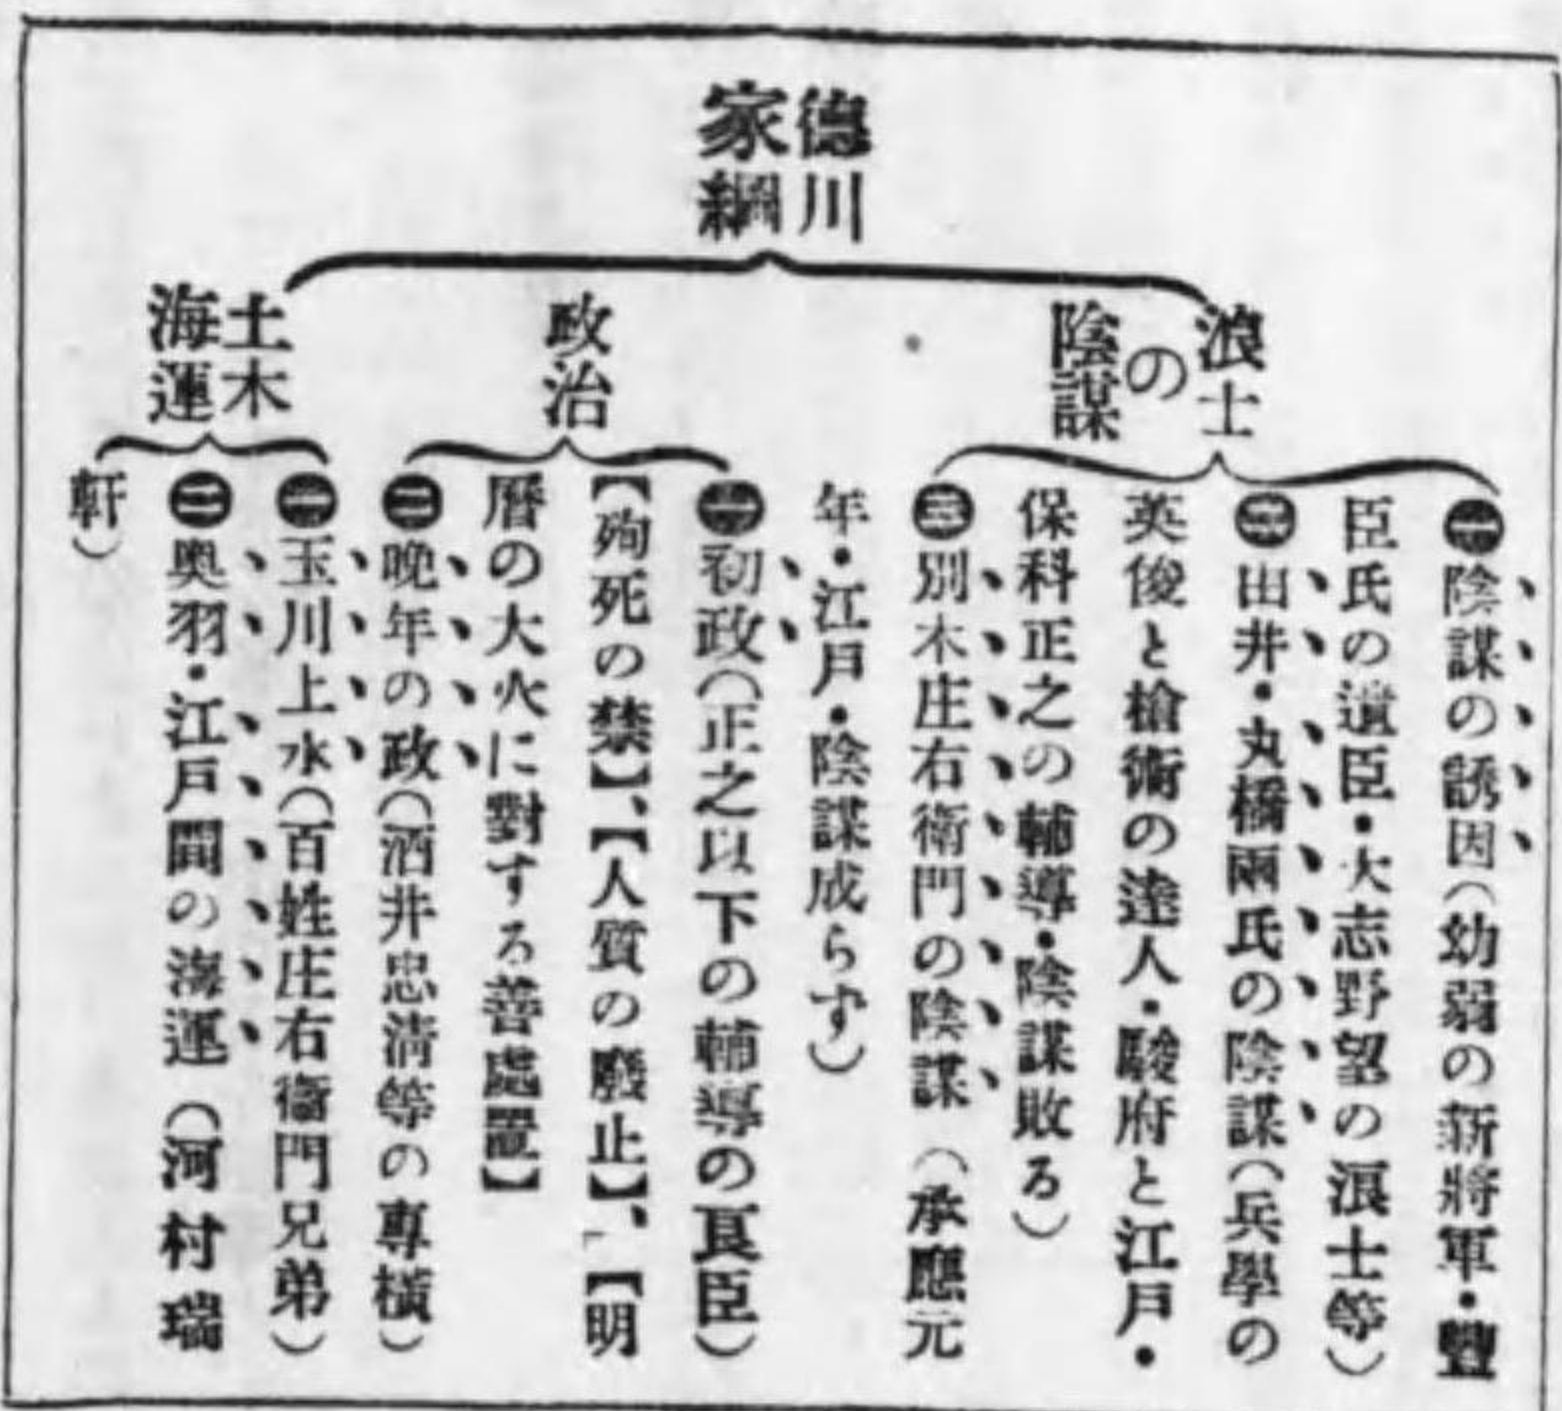 德川
家綱
浪士
の
陰謀
㊀陰謀の誘因(幼弱の新將軍・豐
臣氏の遺臣・大志野望の浪士等)
㊁由井・丸橋兩氏の陰謀(兵學の
英俊と槍術の達人・駿府と江戸・
保科正之の輔導・陰謀敗る)
㊂別木庄右衞門の陰謀(承應元
年・江戸・陰謀成らず)
政治
㊀初政(正之以下の輔導の良臣)
【殉死の禁】、【人質の廢止】、【明
曆の大火に對する善處置】
㊁晩年の政(酒井忠淸等の專橫)
土木
海運
㊀玉川上水(百姓庄右衞門兄弟)
㊁奥羽・江戸間の海運(河村瑞
軒)